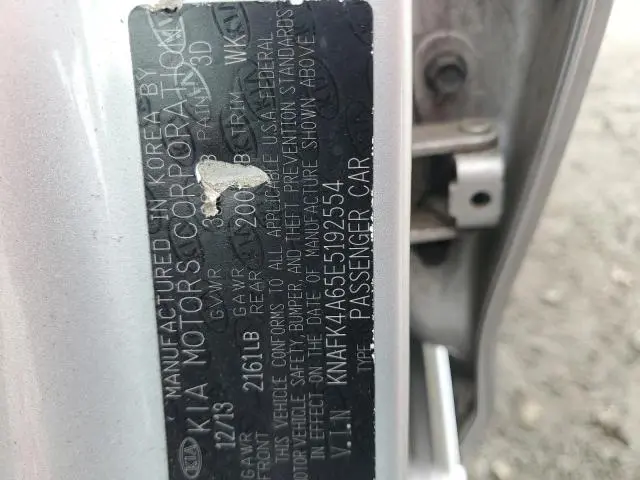 MANUFACTURED IN KOREA BY
KIA MOTORS CORPORATION
12/13 GVWR PAINT 3D
GAWR FRONT 2161LB GAWR REAR TRIM WK
THIS VEHICLE CONFORMS TO ALL APPLICABLE U.S.A FEDERAL
MOTOR VEHICLE SAFETY, BUMPER, AND THEFT PREVENTION STANDARDS
IN EFFECT ON THE DATE OF MANUFACTURE SHOWN ABOVE.
V.I.N KNAFK4A65E5192554
TYPE PASSENGER CAR
KIA